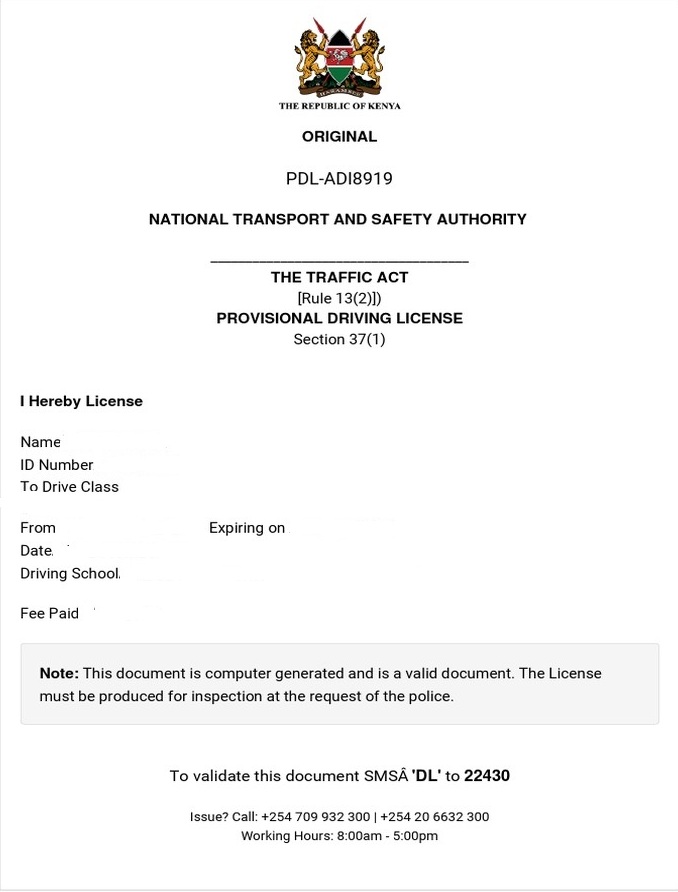 HARAMBEE
THE REPUBLIC OF KENYA
ORIGINAL
PDL-ADI8919
NATIONAL TRANSPORT AND SAFETY AUTHORITY
THE TRAFFIC ACT
[Rule 13(2)])
PROVISIONAL DRIVING LICENSE
Section 37(1)
I Hereby License
Name
ID Number
To Drive Class
From Expiring on
Date.
Driving School.
Fee Paid
Note: This document is computer generated and is a valid document. The License
must be produced for inspection at the request of the police.
To validate this document SMSÂ 'DL' to 22430
Issue? Call: +254 709 932 300 | +254 20 6632 300
Working Hours: 8:00am - 5:00pm